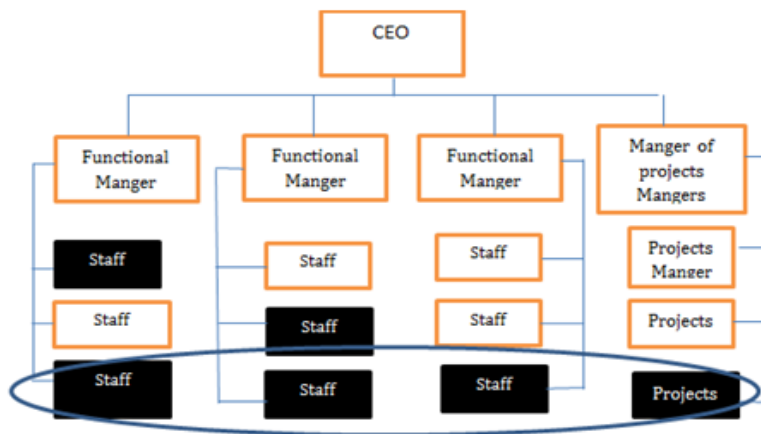 CEO
Functional
Manger
Functional
Manger
Functional
Manger
Manger of
projects
Mangers
Staff
Staff
Staff
Projects
Manger
Staff
Staff
Staff
Projects
Staff
Staff
Staff
Projects